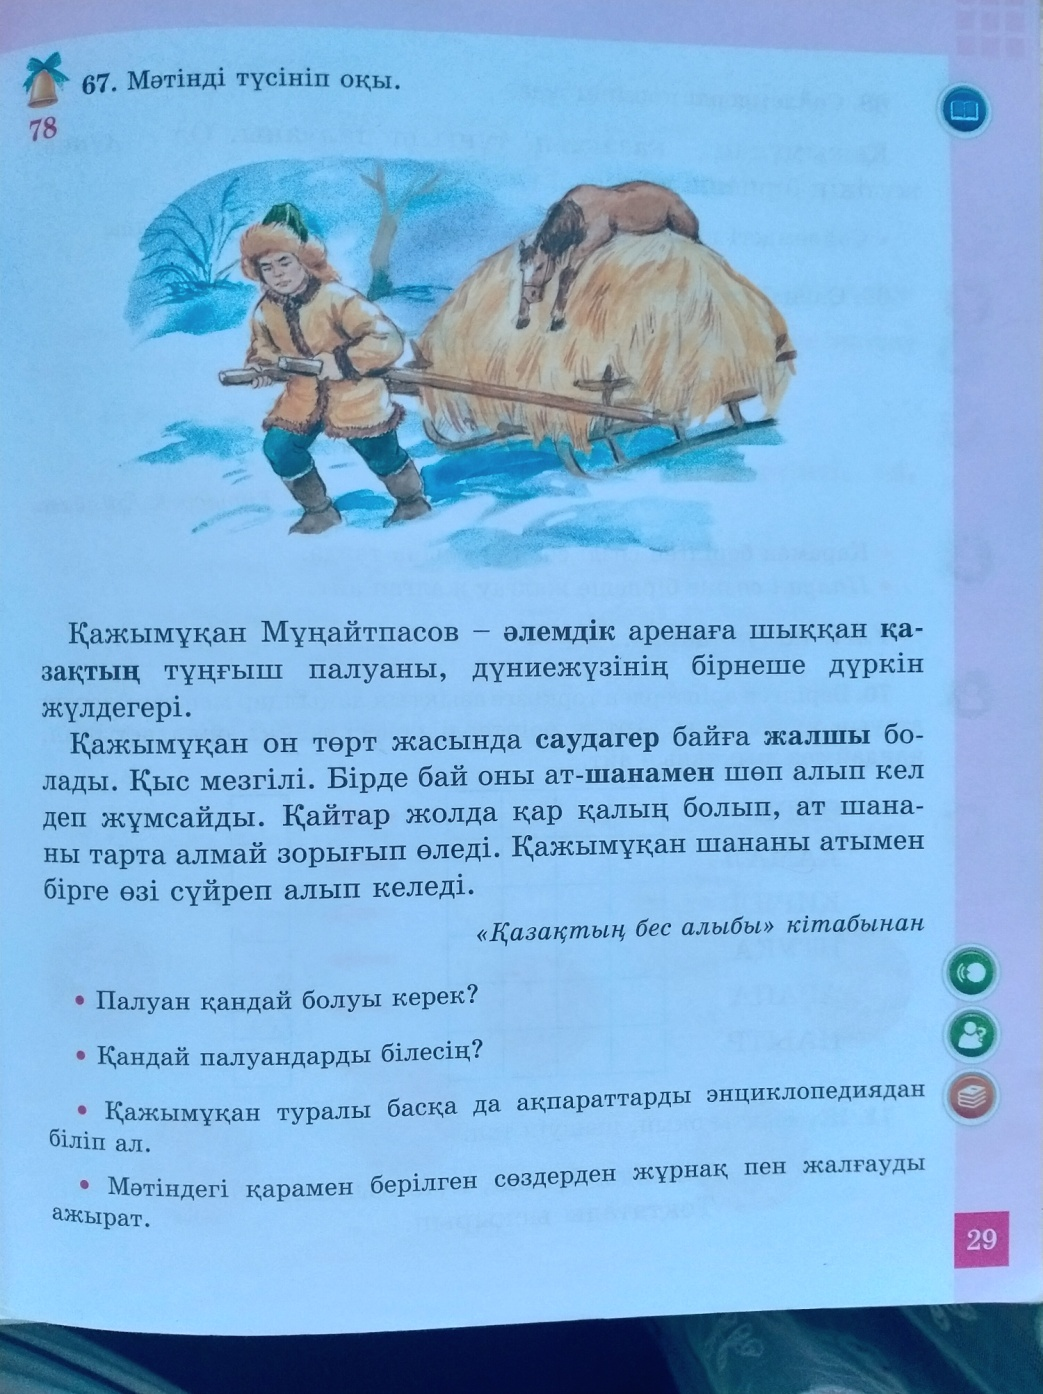 67. Мәтінді түсініп оқы.
78
Қажымұқан Мұңайтпасов – әлемдік аренаға шыққан қа-
зақтың тұңғыш палуаны, дүниежүзінің бірнеше дүркін
жүлдегері.
Қажымұқан он төрт жасында саудагер байға жалшы бо-
лады. Қыс мезгілі. Бірде бай оны ат-шанамен шөп алып кел
деп жұмсайды. Қайтар жолда қар қалың болып, ат шана-
ны тарта алмай зорығып өледі. Қажымұқан шананы атымен
бірге өзі сүйреп алып келеді.
«Қазақтың бес алыбы» кітабынан
• Палуан қандай болуы керек?
• Қандай палуандарды білесің?
• Қажымұқан туралы басқа да ақпараттарды энциклопедиядан
біліп ал.
• Мәтіндегі қарамен берілген сөздерден жұрнақ пен жалғауды
ажырат.
29